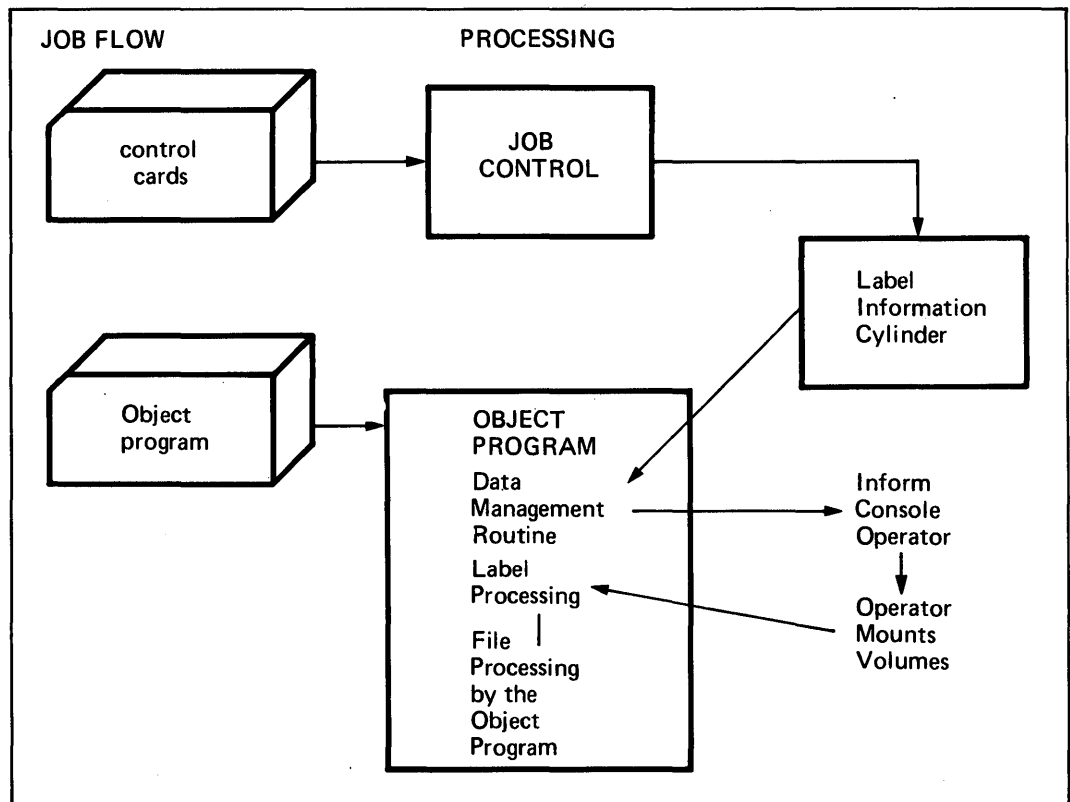 JOB FLOW
PROCESSING
control
cards
JOB
CONTROL
Label
Information
Cylinder
Object
program
OBJECT
PROGRAM
Data
Management
Routine
Label
Processing
File
Processing
by the
Object
Program
Inform
Console
Operator
Operator
Mounts
Volumes